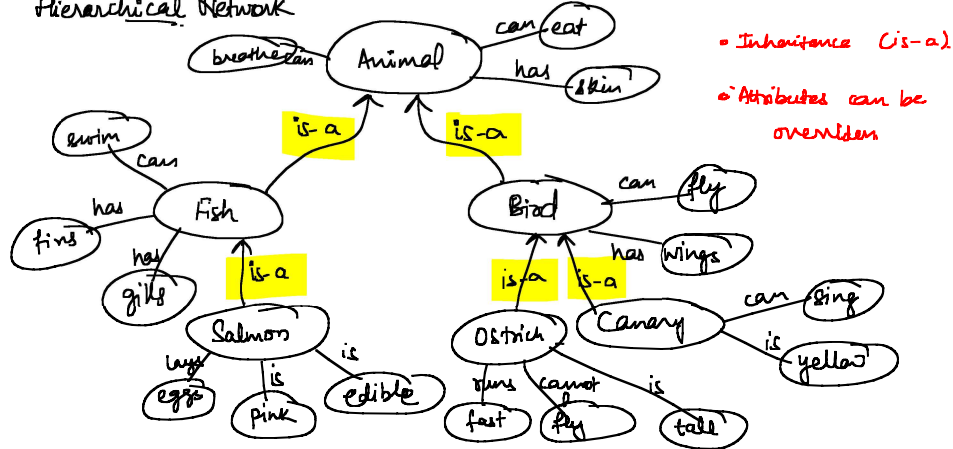 Hierarchical Network
can eat
breathe can Animal
has skin
• Inheritance (is-a)
• Attributes can be
overriden
is-a
is-a
swim
can
has
fins
Fish
has
gills
Bird
can
fly
has wings
is-a
is-a
is-a
Salmon
lays
eggs
is
pink
is
edible
Ostrich
runs
fast
cannot
fly
is
tall
Canary
can
sing
is
yellow